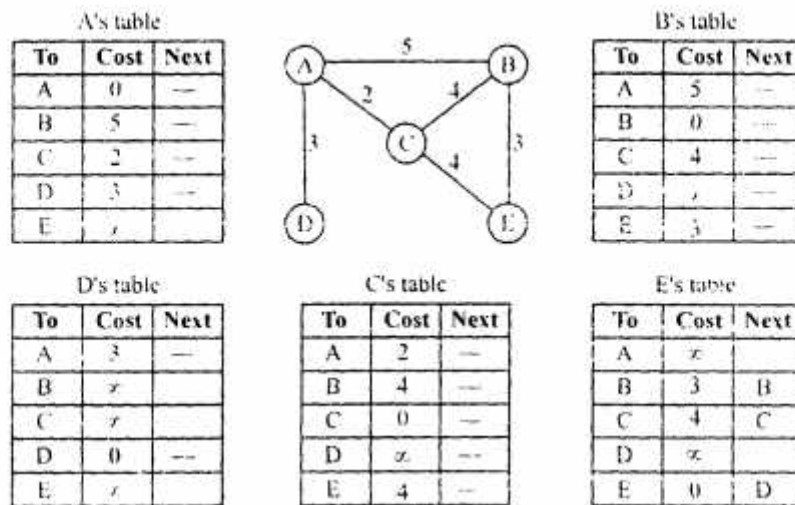 A's table
To Cost Next
A 0 —
B 5 —
C 2 —
D 3 —
E
5
A B
2 4
3 C 3
4
D E
B's table
To Cost Next
A 5 —
B 0 —
C 4 —
D —
E 3 —
D's table
To Cost Next
A 3 —
B
C
D 0 —
E
C's table
To Cost Next
A 2 —
B 4 —
C 0 —
D ∞ —
E 4 —
E's table
To Cost Next
A ∞
B 3 B
C 4 C
D ∞
E 0 D